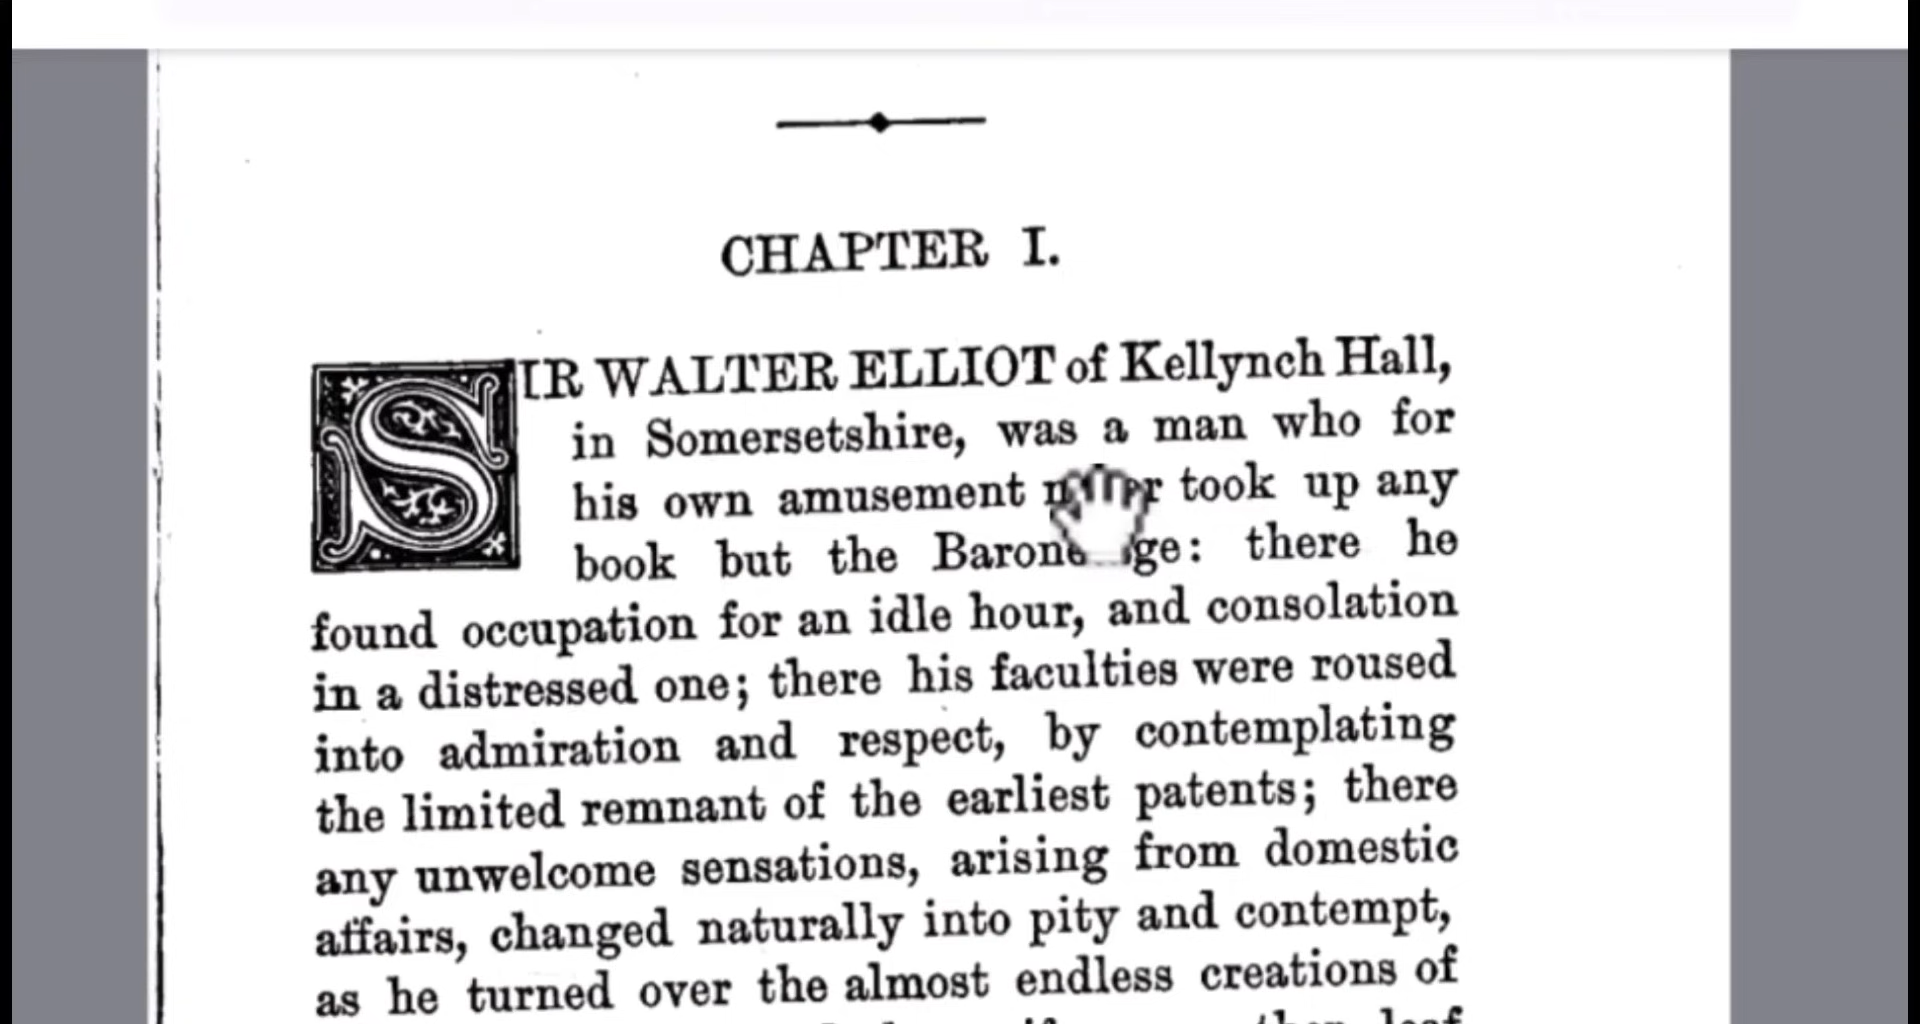 CHAPTER I.
SIR WALTER ELLIOT of Kellynch Hall,
in Somersetshire, was a man who for
his own amusement took up any
book but the there he
found occupation for an idle hour, and consolation
in a distressed one; there his faculties were roused
into admiration and respect, by contemplating
the limited remnant of the earliest patents; there
any unwelcome sensations, arising from domestic
affairs, changed naturally into pity and contempt,
as he turned over the almost endless creations of